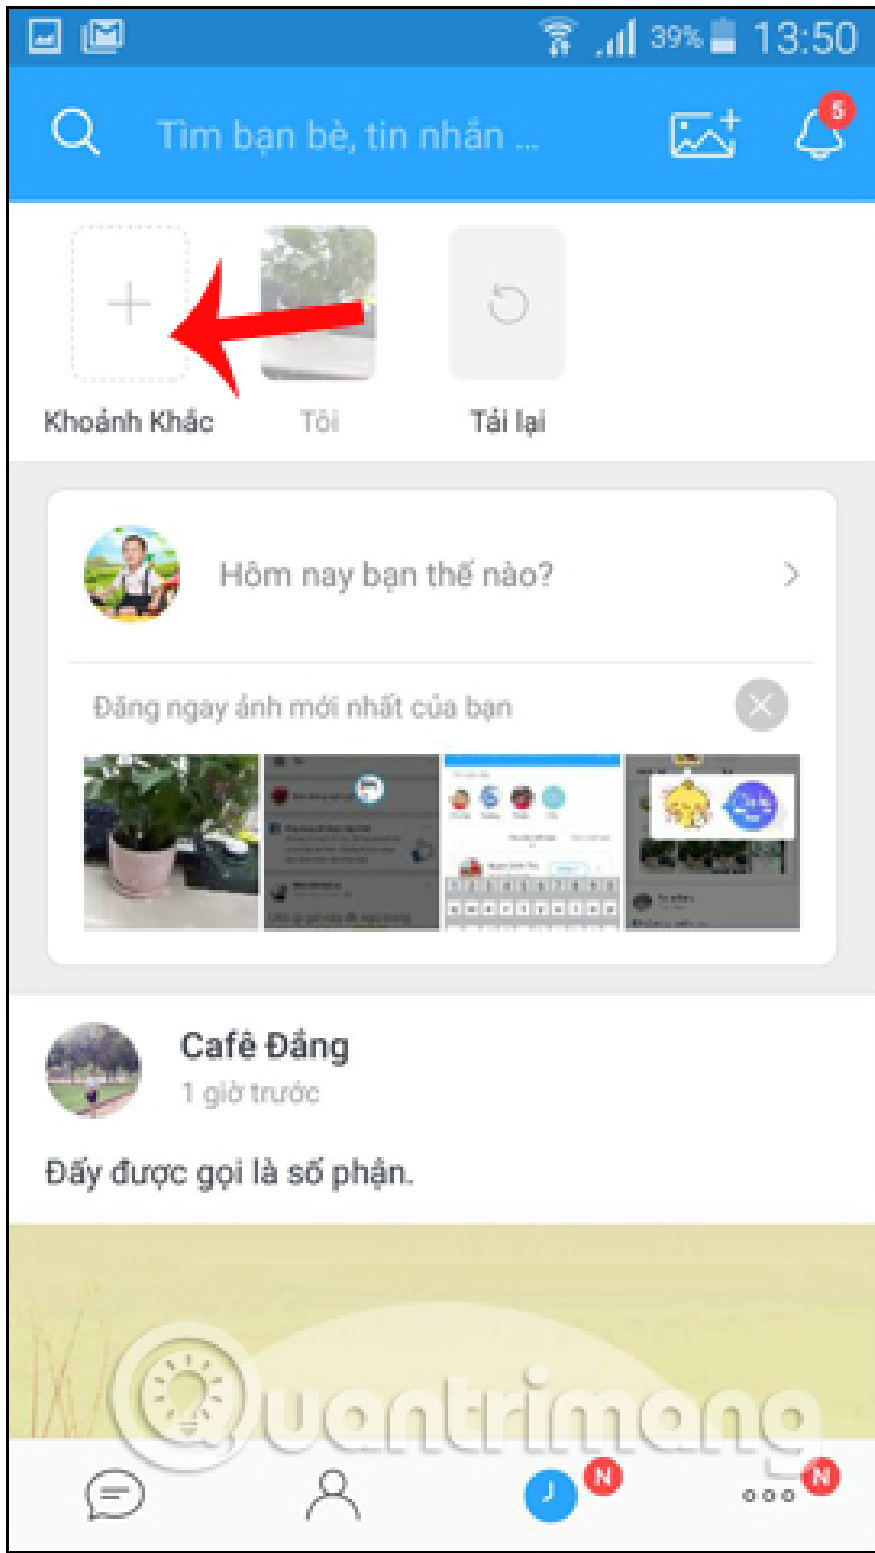 39% 13:50
Tìm bạn bè, tin nhắn ...
5
Khoảnh Khắc
Tôi
Tải lại
Hôm nay bạn thế nào?
Đăng ngay ảnh mới nhất của bạn
Cafê Đắng
1 giờ trước
Đấy được gọi là số phận.
Quantrimang
N
N